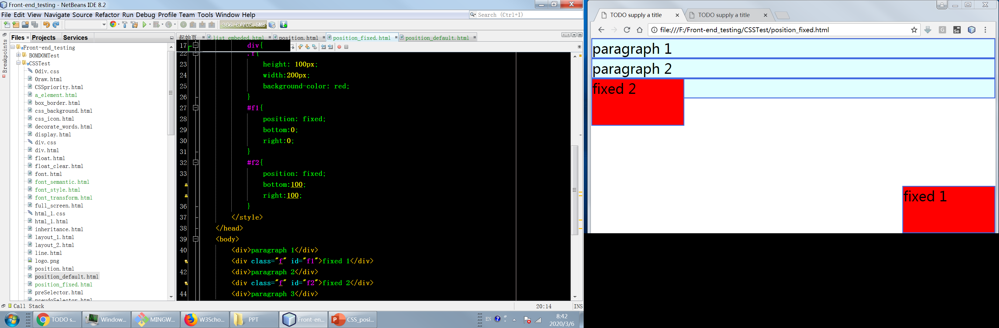 Front-end_testing - NetBeans IDE 8.2
File Edit View Navigate Source Refactor Run Debug Profile Team Tools Window Help
Search (Ctrl+I)
366.6/705.5MB
Breakpoints
Files Projects Services
Front-end_testing
BOMDOMTest
CSSTest
0div.css
0raw.html
CSSpriority.html
a_element.html
box_border.html
css_background.html
css_icon.html
decorate_words.html
display.html
div.css
div.html
float.html
float_clear.html
font.html
font_semantic.html
font_style.html
font_transform.html
full_screen.html
html_1.css
html_1.html
inheritance.html
layout_1.html
layout_2.html
line.html
logo.png
position.html
position_default.html
position_fixed.html
preSelector.html
pseudoSelector.html
起始页 list_embeded.html position.html position_fixed.html position_default.html
17 div{
22 .f{
23 height: 100px;
24 width:200px;
25 background-color: red;
26 }
27 #f1{
28 position: fixed;
29 bottom:0;
30 right:0;
31 }
32 #f2{
33 position: fixed;
bottom:100;
right:100;
36 }
37 </style>
38 </head>
39 <body>
40 <div>paragraph 1</div>
<div class="f" id="f1">fixed 1</div>
42 <div>paragraph 2</div>
<div class="f" id="f2">fixed 2</div>
44 <div>paragraph 3</div>
Call Stack
20:14 INS
TODO s... Window... MINGW... W3Scho... PPT Front-en... CSS_posi...
EN
8:42
2020/3/6
TODO supply a title TODO supply a title
file:///F:/Front-end_testing/CSSTest/position_fixed.html
G Se
paragraph 1
paragraph 2
fixed 2
fixed 1